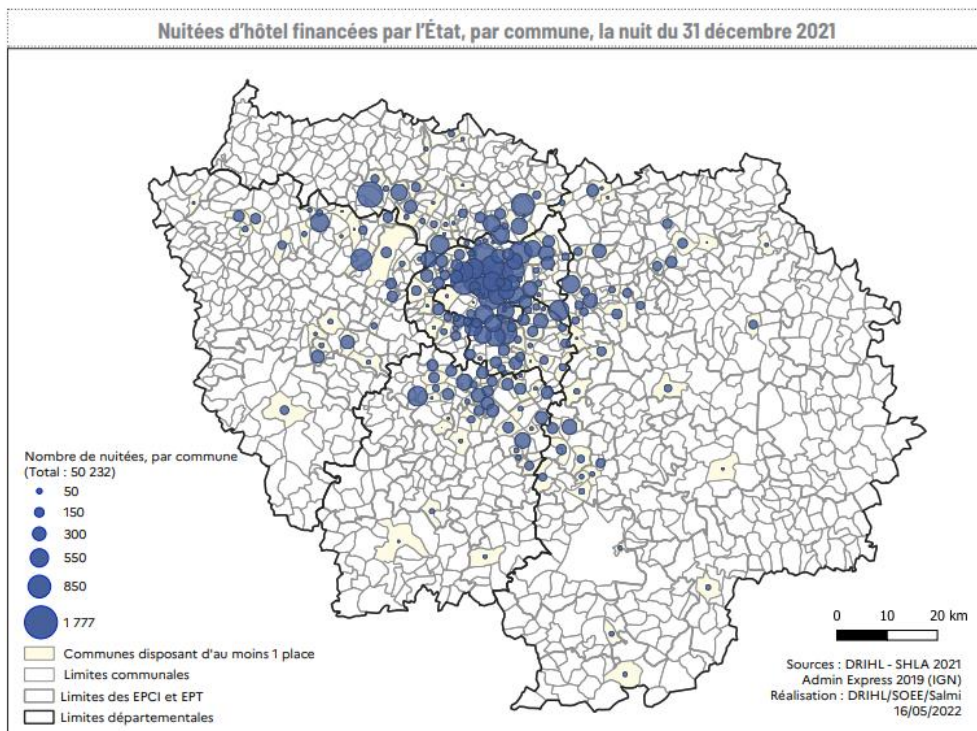 Nuitées d'hôtel financées par l'État, par commune, la nuit du 31 décembre 2021
Nombre de nuitées, par commune
(Total : 50 232)
50
150
300
550
850
1 777
Communes disposant d'au moins 1 place
Limites communales
Limites des EPCI et EPT
Limites départementales
0 10 20 km
Sources : DRIHL - SHLA 2021
Admin Express 2019 (IGN)
Réalisation : DRIHL/SOEE/Salmi
16/05/2022